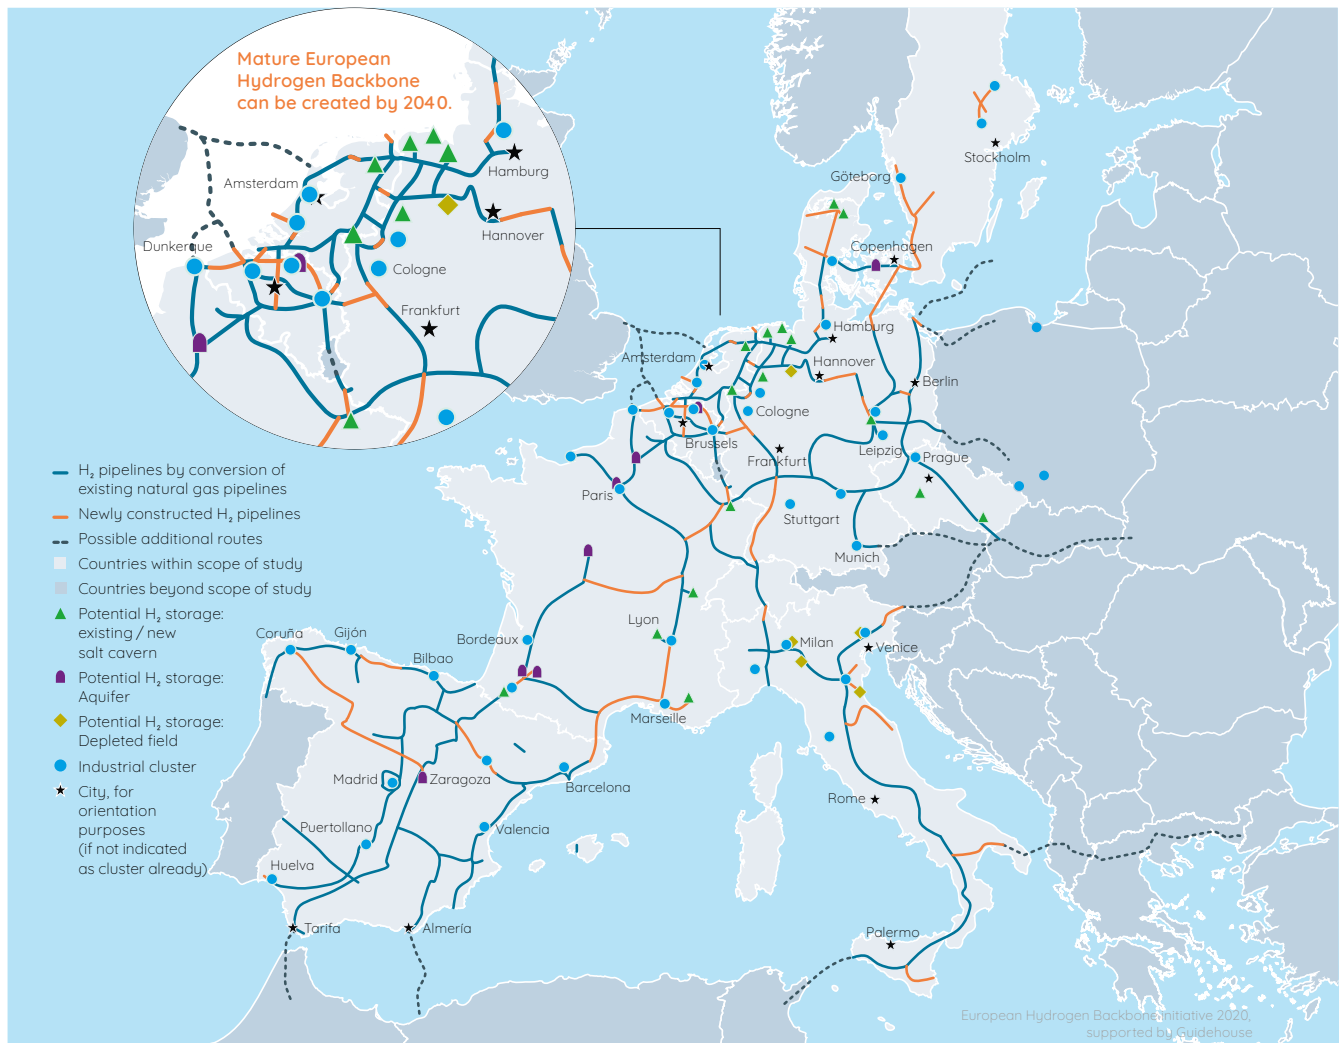 Mature European
Hydrogen Backbone
can be created by 2040.
Amsterdam
Hamburg
Hannover
Dunkerque
Cologne
Frankfurt
H₂ pipelines by conversion of
existing natural gas pipelines
Newly constructed H₂ pipelines
Possible additional routes
Countries within scope of study
Countries beyond scope of study
Potential H₂ storage:
existing / new
salt cavern
Potential H₂ storage:
Aquifer
Potential H₂ storage:
Depleted field
Industrial cluster
City, for
orientation
purposes
(if not indicated
as cluster already)
Stockholm
Göteborg
Copenhagen
Hamburg
Amsterdam
Hannover
Berlin
Cologne
Brussels
Leipzig
Frankfurt
Prague
Paris
Stuttgart
Munich
Lyon
Coruña
Gijón
Bordeaux
Milan
Venice
Bilbao
Marseille
Madrid
Zaragoza
Barcelona
Rome
Puertollano
Valencia
Huelva
Tarifa
Almería
Palermo
European Hydrogen Backbone Initiative 2020,
supported by Guidehouse